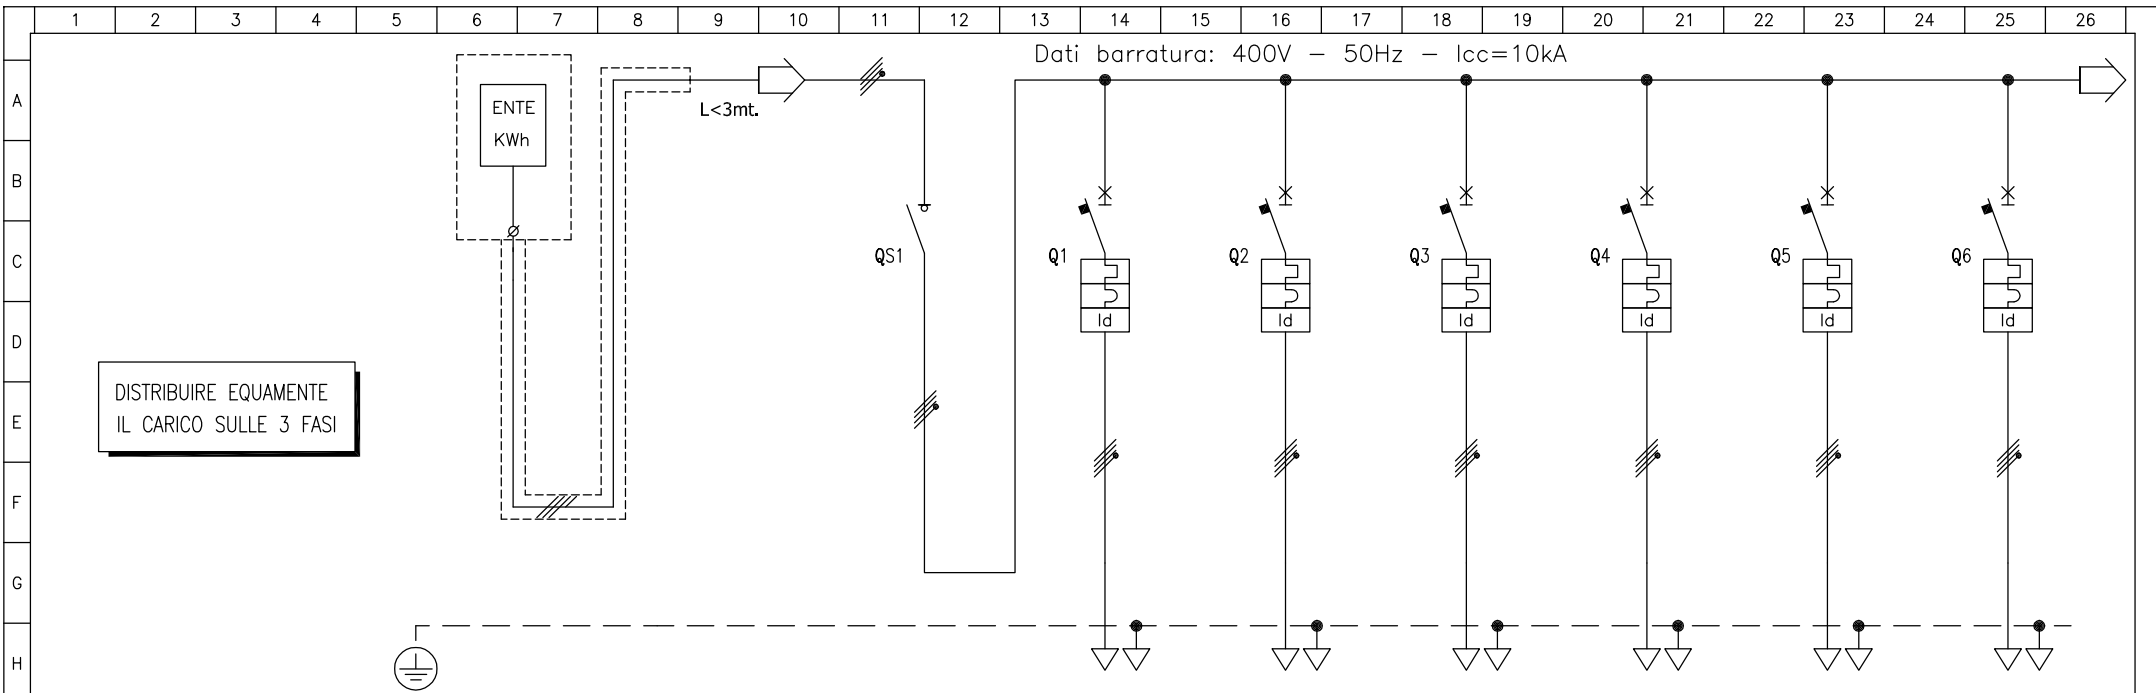 1 2 3 4 5 6 7 8 9 10 11 12 13 14 15 16 17 18 19 20 21 22 23 24 25 26
Dati barratura: 400V – 50Hz – Icc=10kA
A
ENTE
KWh
L<3mt.
B
C
QS1 Q1 Q2 Q3 Q4 Q5 Q6
D
Id Id Id Id Id Id
DISTRIBUIRE EQUAMENTE
IL CARICO SULLE 3 FASI
E
F
G
H